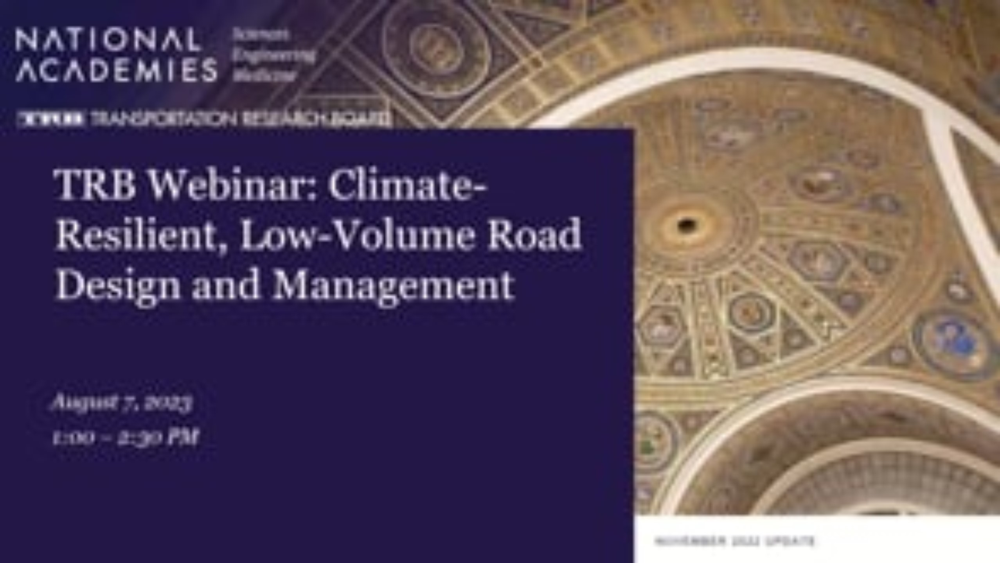 NATIONAL
ACADEMIES
Sciences
Engineering
Medicine
TRB TRANSPORTATION RESEARCH BOARD
TRB Webinar: Climate-
Resilient, Low-Volume Road
Design and Management
August 7, 2023
1:00 – 2:30 PM
NOVEMBER 2022 UPDATE